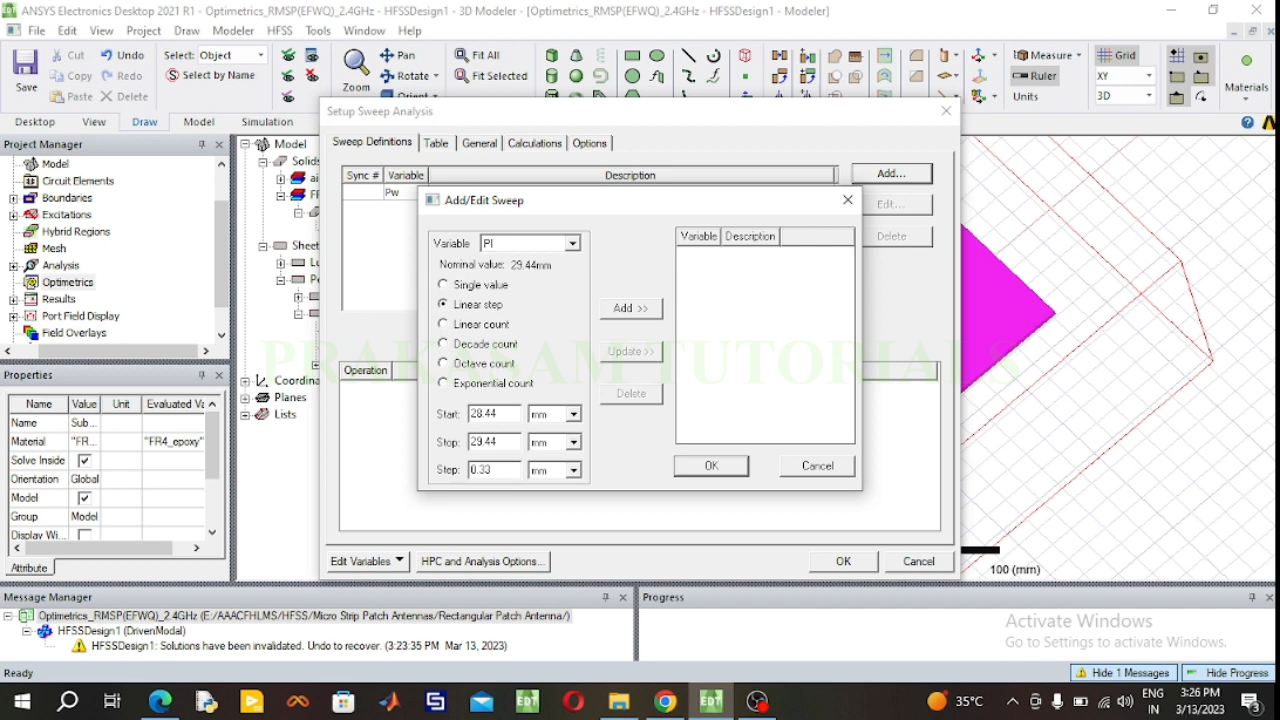 ANSYS Electronics Desktop 2021 R1 - Optimetrics_RMSP(EFWQ)_2.4GHz - HFSSDesign1 - 3D Modeler - [Optimetrics_RMSP(EFWQ)_2.4GHz - HFSSDesign1 - Modeler]
File Edit View Project Draw Modeler HFSS Tools Window Help
Save
Cut
Copy
Paste
Undo
Redo
Delete
Select: Object
Select by Name
Zoom
Pan
Rotate
Orient
Fit All
Fit Selected
Measure
Ruler
Units
Grid
XY
3D
Materials
Desktop View Draw Model Simulation
Project Manager
Model
Circuit Elements
Boundaries
Excitations
Hybrid Regions
Mesh
Analysis
Optimetrics
Results
Port Field Display
Field Overlays
Model
Solids
ai
FF
Sheet
Lu
Pe
Coordina
Planes
Lists
Properties
Name Value Unit Evaluated Va
Name Sub...
Material "FR... "FR4_epoxy"
Solve Inside
Orientation Global
Model
Group Model
Display Wi...
Attribute
Setup Sweep Analysis
Sweep Definitions Table General Calculations Options
Sync # Variable Description
Pw
Add...
Edit...
Delete
Operation
Edit Variables
HPC and Analysis Options...
OK
Cancel
Add/Edit Sweep
Variable Pl
Nominal value: 29.44mm
Single value
Linear step
Linear count
Decade count
Octave count
Exponential count
Start: 28.44 mm
Stop: 29.44 mm
Step: 0.33 mm
Add >>
Update >>
Delete
Variable Description
OK
Cancel
PRAKASAM TUTORIALS
100 (mm)
Message Manager
Optimetrics_RMSP(EFWQ)_2.4GHz (E:/AAACFHLMS/HFSS/Micro Strip Patch Antennas/Rectangular Patch Antenna/)
HFSSDesign1 (DrivenModal)
HFSSDesign1: Solutions have been invalidated. Undo to recover. (3:23:35 PM Mar 13, 2023)
Progress
Activate Windows
Go to Settings to activate Windows.
Ready
Hide 1 Messages
Hide Progress
35°C
ENG
IN
3:26 PM
3/13/2023
3